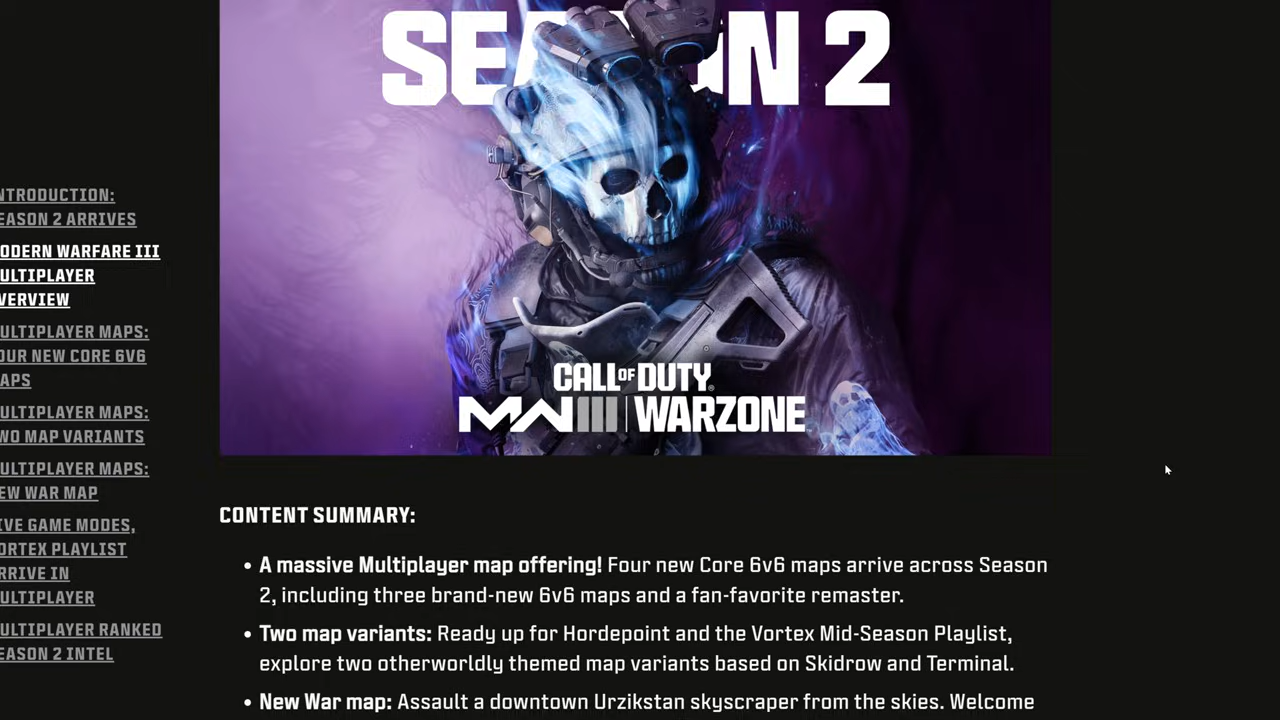 SEASON 2
CALL OF DUTY
MWIII | WARZONE
NTRODUCTION:
EASON 2 ARRIVES
ODERN WARFARE III
ULTIPLAYER
VERVIEW
ULTIPLAYER MAPS:
OUR NEW CORE 6V6
APS
ULTIPLAYER MAPS:
WO MAP VARIANTS
ULTIPLAYER MAPS:
EW WAR MAP
IVE GAME MODES,
ORTEX PLAYLIST
RRIVE IN
ULTIPLAYER
ULTIPLAYER RANKED
EASON 2 INTEL
CONTENT SUMMARY:
• A massive Multiplayer map offering! Four new Core 6v6 maps arrive across Season
2, including three brand-new 6v6 maps and a fan-favorite remaster.
• Two map variants: Ready up for Hordepoint and the Vortex Mid-Season Playlist,
explore two otherworldly themed map variants based on Skidrow and Terminal.
• New War map: Assault a downtown Urzikstan skyscraper from the skies. Welcome